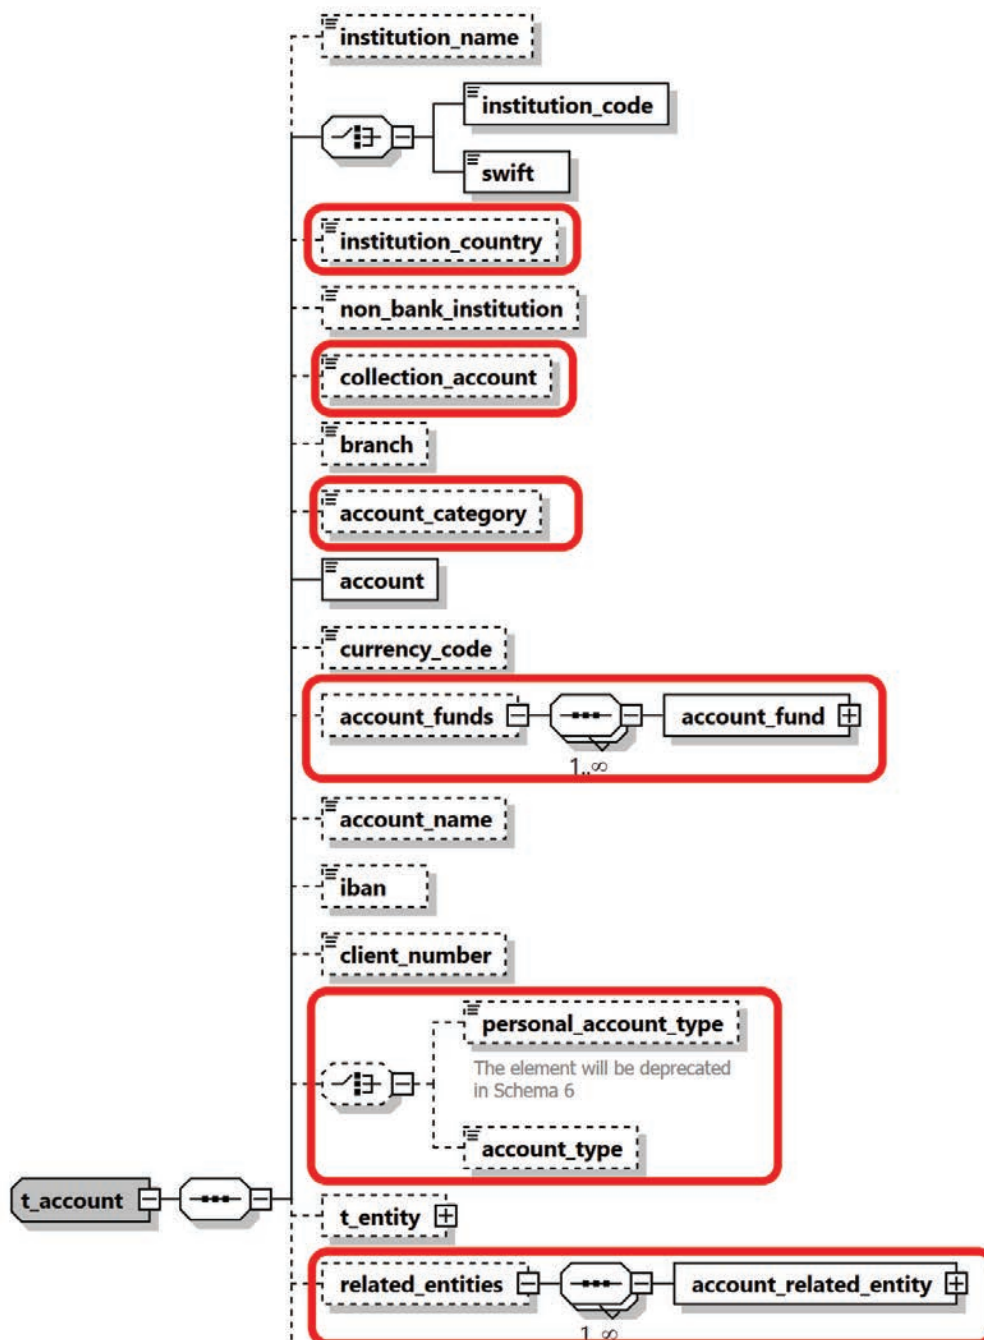 institution_name
institution_code
swift
institution_country
non_bank_institution
collection_account
branch
account_category
account
currency_code
account_funds account_fund
1..∞
account_name
iban
client_number
personal_account_type
The element will be deprecated
in Schema 6
account_type
t_account
t_entity
related_entities account_related_entity
1..∞